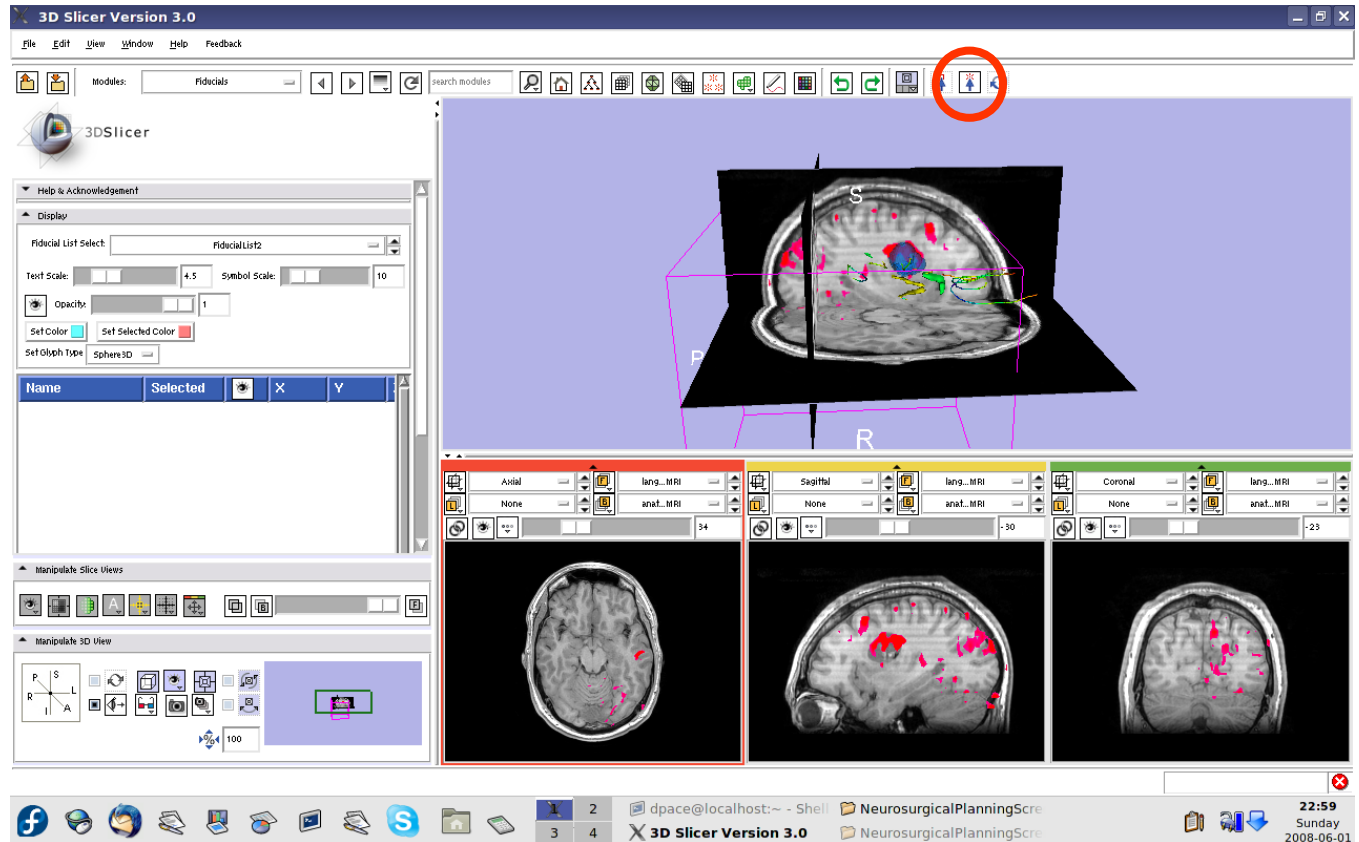 3D Slicer Version 3.0
File Edit View Window Help Feedback
Modules: Fiducials search modules
3DSlicer
Help & Acknowledgement
Display
Fiducial List Select: FiducialList2
Text Scale: 4.5 Symbol Scale: 10
Opacity: 1
Set Color Set Selected Color
Set Glyph Type Sphere3D
Name Selected X Y
S
P
R
Axial F lang...MRI
L None B anat...MRI
34
Sagittal F lang...MRI
L None B anat...MRI
-30
Coronal F lang...MRI
L None B anat...MRI
-23
Manipulate Slice Views
A B F
Manipulate 3D View
P S
R L
I A
% 100
1 2
3 4
dpace@localhost:~ - Shell
3D Slicer Version 3.0
NeurosurgicalPlanningScre
NeurosurgicalPlanningScre
22:59
Sunday
2008-06-01